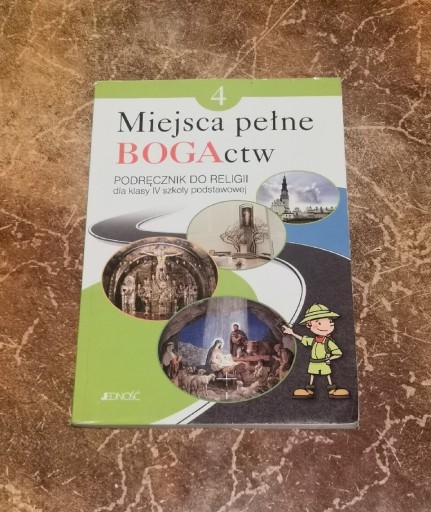 4
Miejsca pełne
BOGActw
PODRĘCZNIK DO RELIGII
dla klasy IV szkoły podstawowej
JEDNOŚĆ